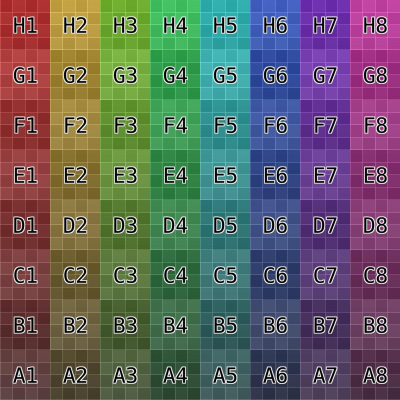 H1 H2 H3 H4 H5 H6 H7 H8
G1 G2 G3 G4 G5 G6 G7 G8
F1 F2 F3 F4 F5 F6 F7 F8
E1 E2 E3 E4 E5 E6 E7 E8
D1 D2 D3 D4 D5 D6 D7 D8
C1 C2 C3 C4 C5 C6 C7 C8
B1 B2 B3 B4 B5 B6 B7 B8
A1 A2 A3 A4 A5 A6 A7 A8